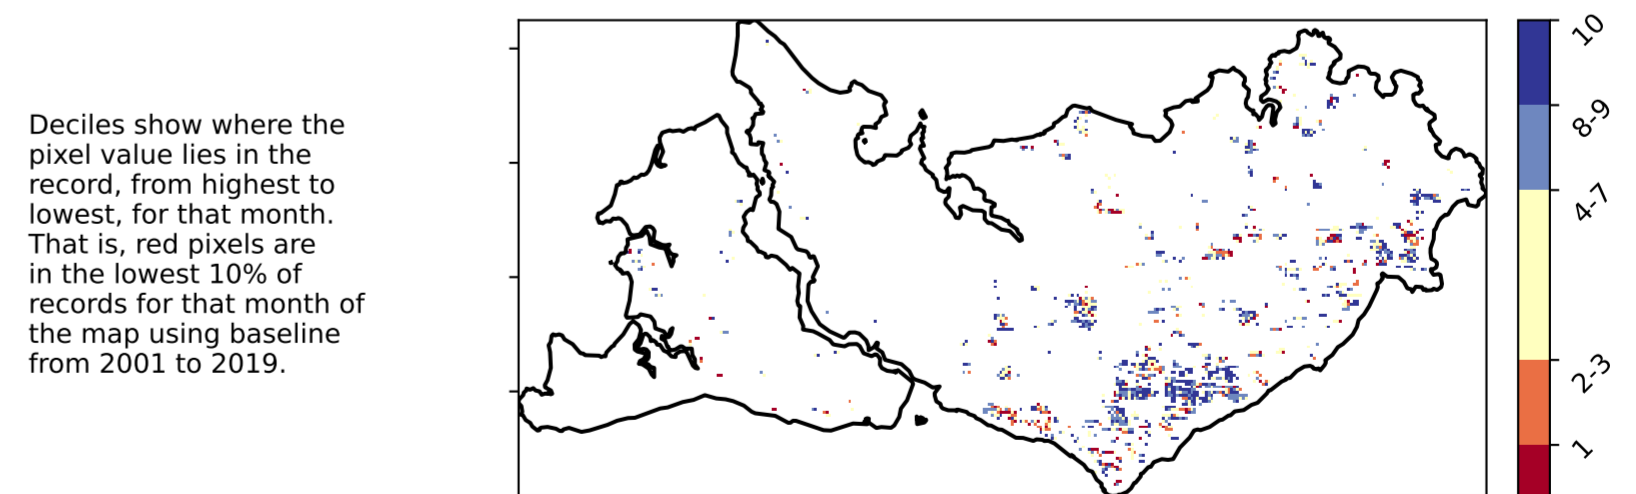 Deciles show where the
pixel value lies in the
record, from highest to
lowest, for that month.
That is, red pixels are
in the lowest 10% of
records for that month of
the map using baseline
from 2001 to 2019.
10
8-9
4-7
2-3
1